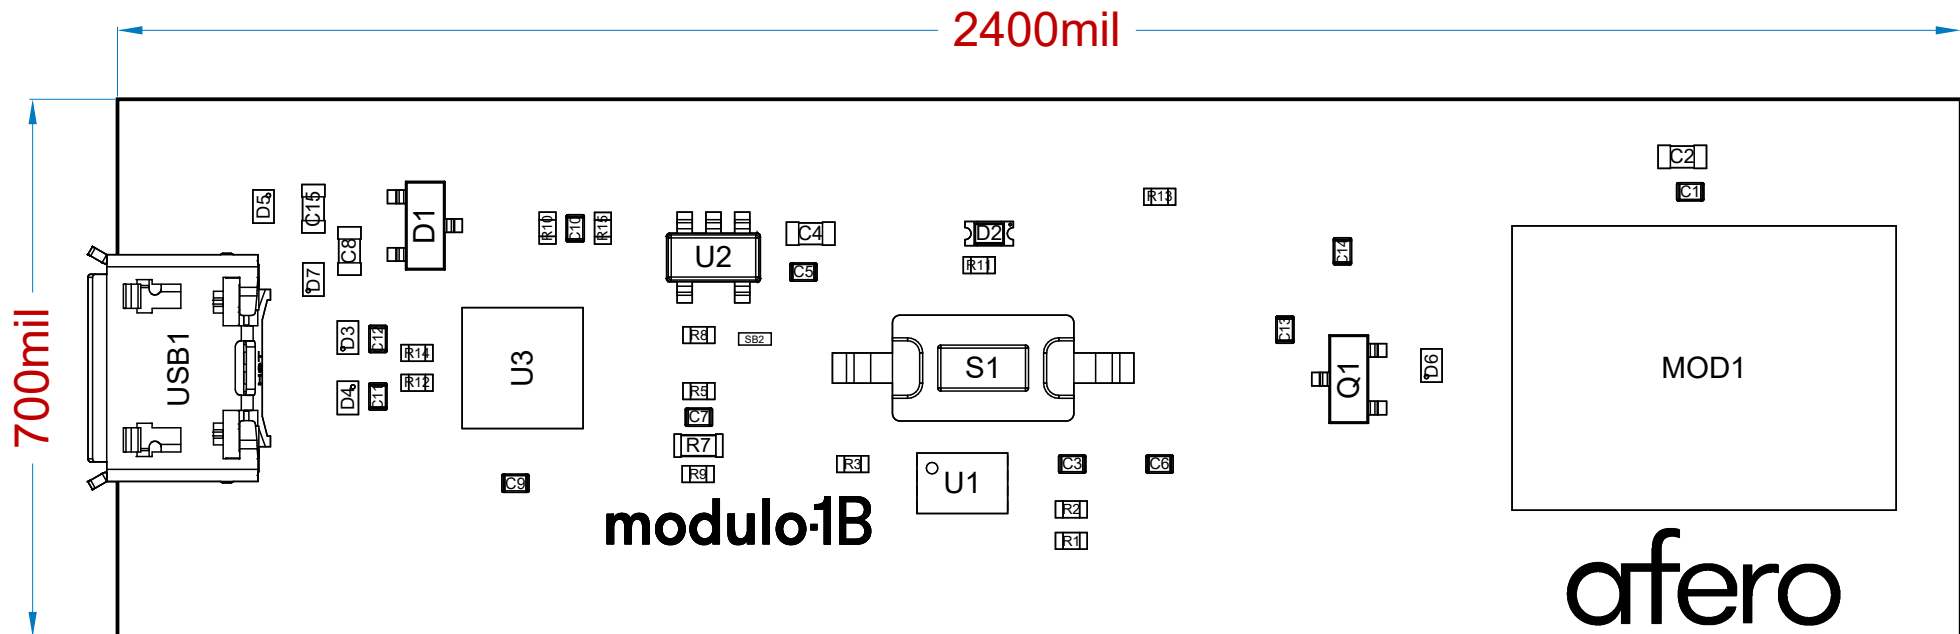 2400mil
700mil
C2
C1
R13
D5
C15
D1
R10
C10
R15
C4
D2
C8
U2
C14
D7
C5
R11
USB1
D3
C12
R14
U3
R8
SB2
S1
C13
Q1
D6
MOD1
D4
C11
R12
R5
C7
R7
R9
R3
U1
C3
C6
C9
R2
R1
modulo-1B
afero